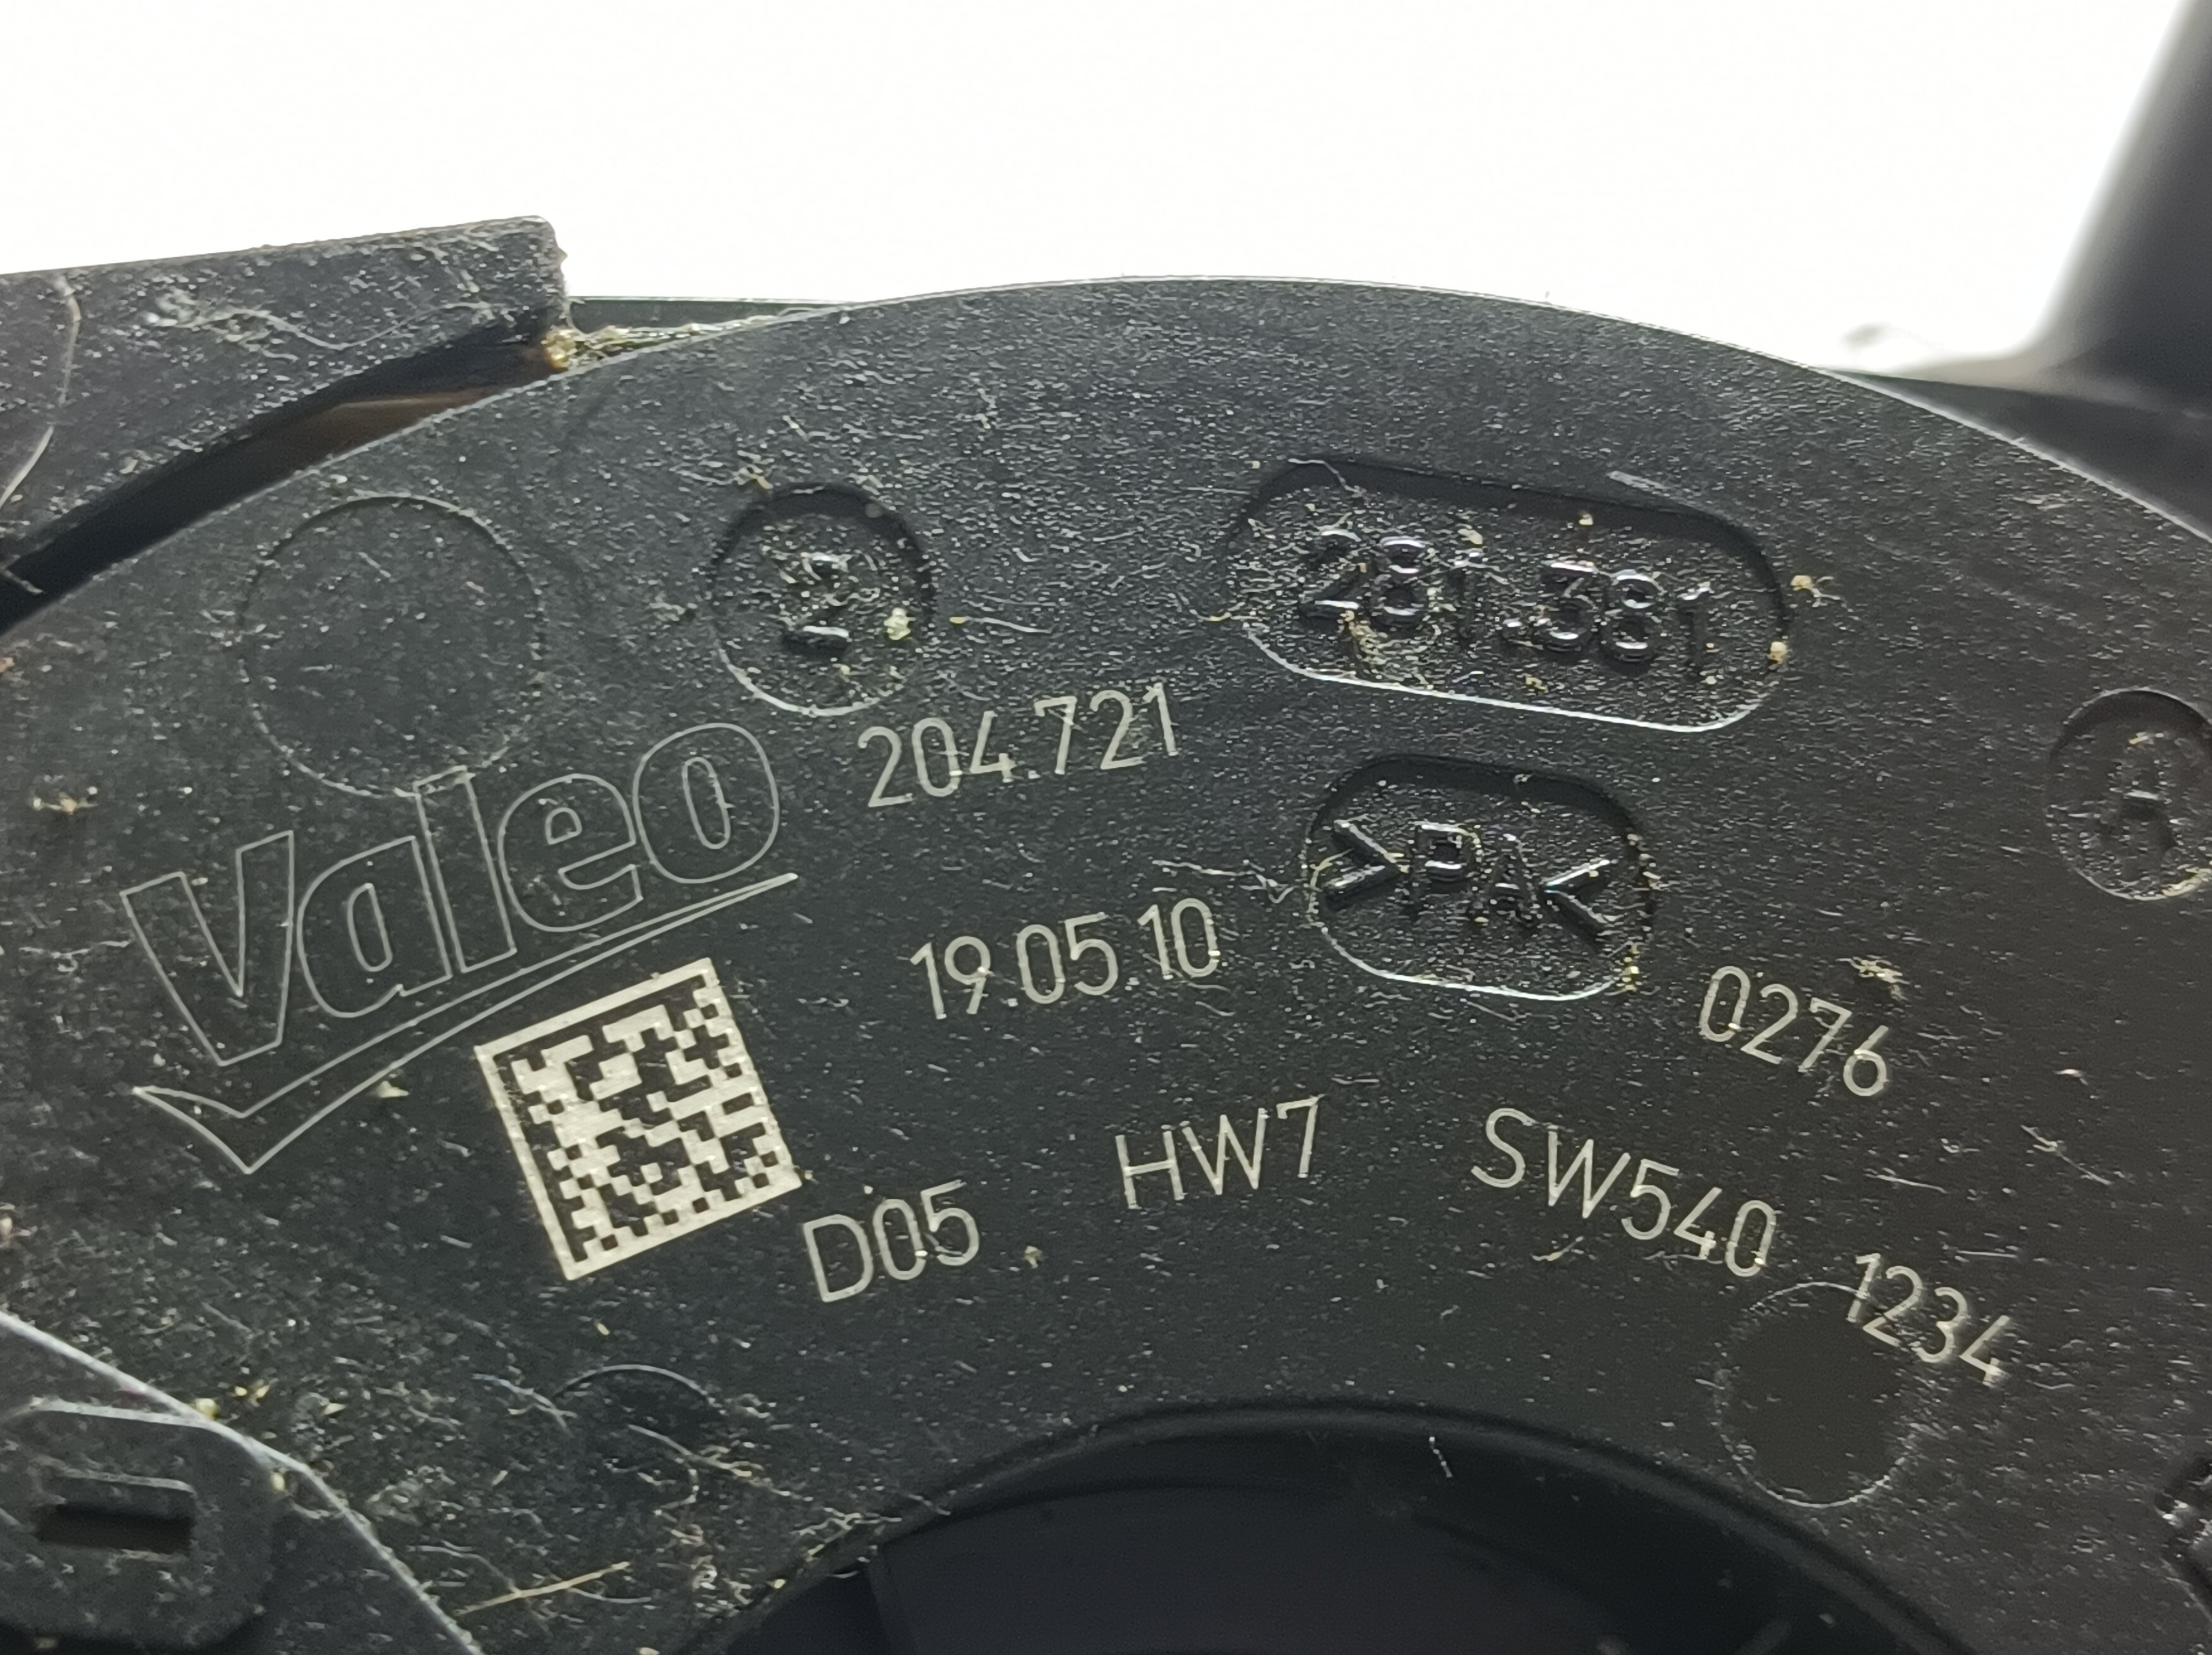 2
281.381
A
Valeo
204.721
>PA<
19.05.10
0276
D05
HW7
SW540
1234